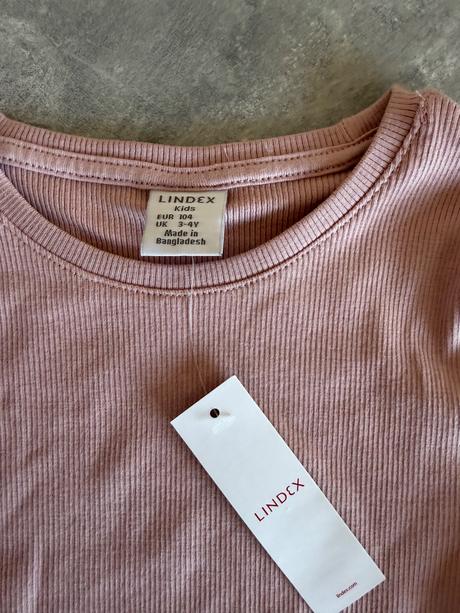 LINDEX
Kids
EUR 104
UK 3-4Y
Made in
Bangladesh
LINDEX
lindex.com